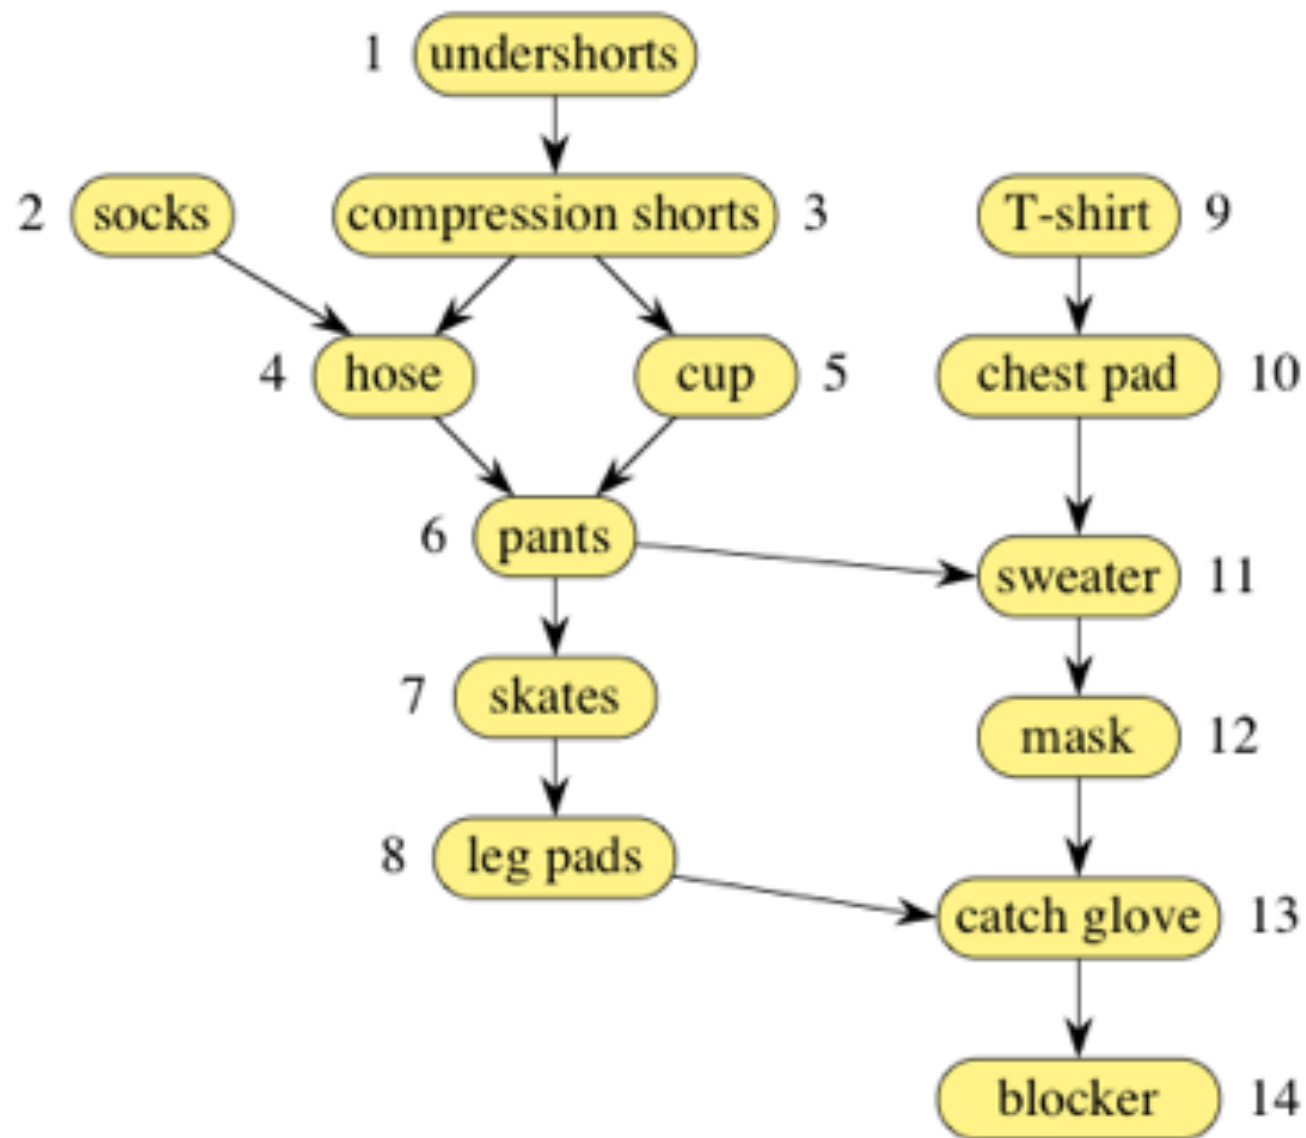 1 undershorts
2 socks compression shorts 3 T-shirt 9
4 hose cup 5 chest pad 10
6 pants
sweater 11
7 skates
mask 12
8 leg pads
catch glove 13
blocker 14